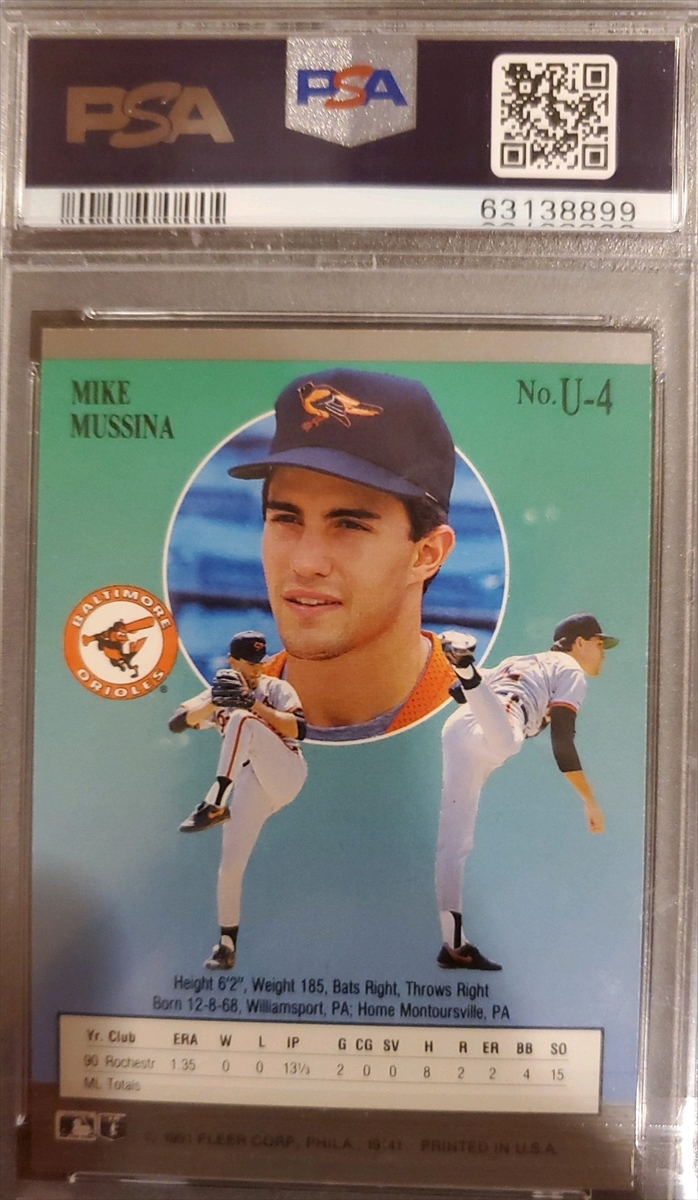 PSA PSA
63138899
MIKE
MUSSINA
No. U-4
BALTIMORE
ORIOLES
®
Height 6'2", Weight 185, Bats Right, Throws Right
Born 12-8-68, Williamsport, PA; Home Montoursville, PA
Yr. Club ERA W L IP G CG SV H R ER BB SO
90 Rochestr 1.35 0 0 13⅓ 2 0 0 8 2 2 4 15
ML Totals
© 1991 FLEER CORP., PHILA. 19141 PRINTED IN U.S.A.